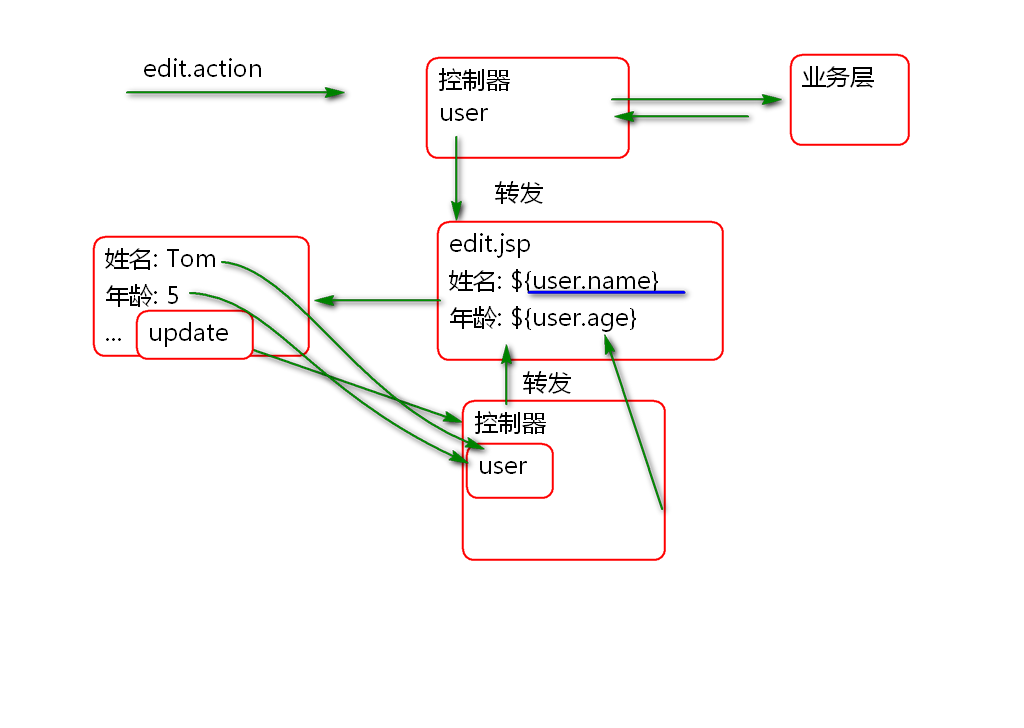 edit.action
控制器
user
业务层
转发
edit.jsp
姓名: ${user.name}
年龄: ${user.age}
姓名: Tom
年龄: 5
...
update
转发
控制器
user